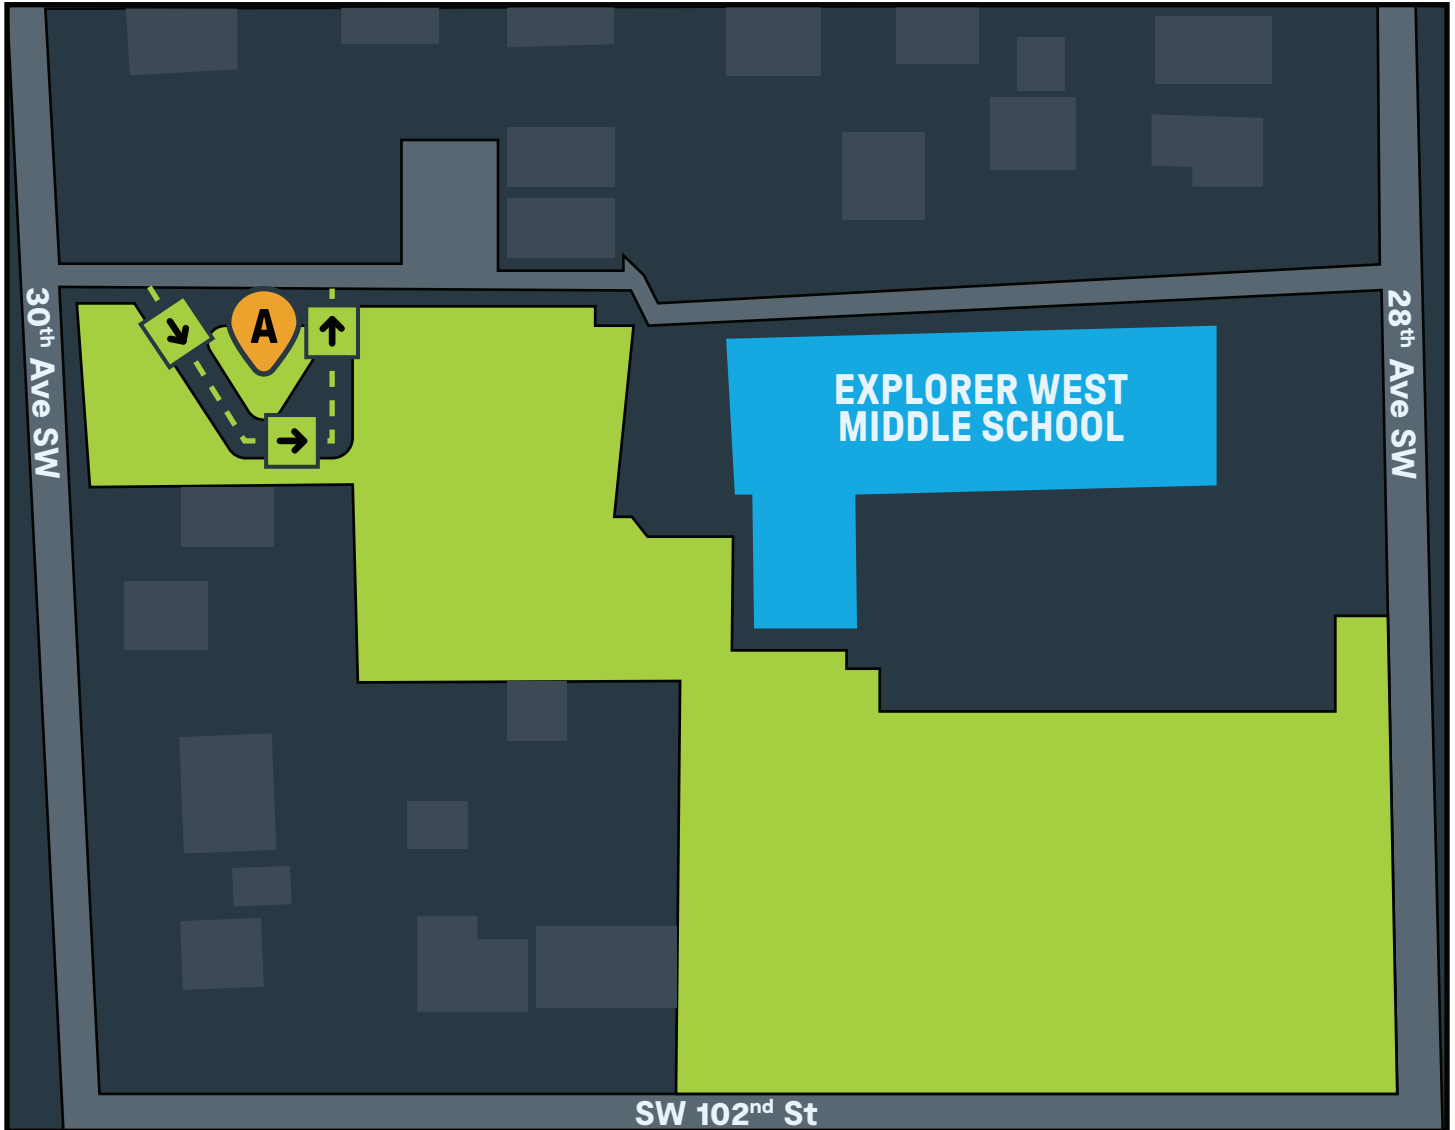 A
30th Ave SW
28th Ave SW
EXPLORER WEST
MIDDLE SCHOOL
SW 102nd St